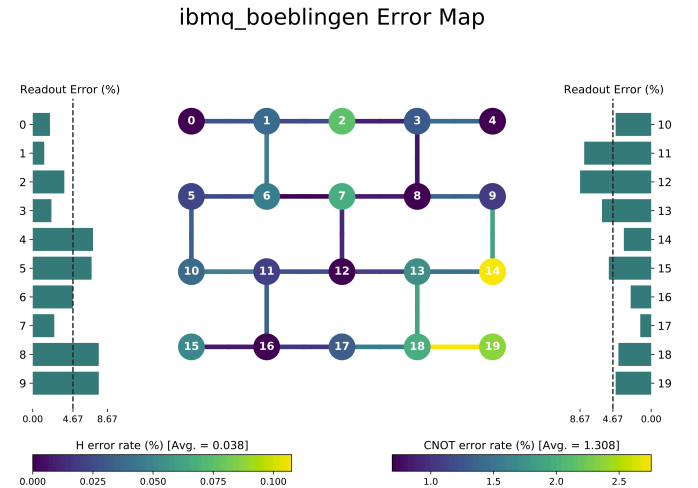 ibmq_boeblingen Error Map
Readout Error (%)
Readout Error (%)
0
1
2
3
4
5
6
7
8
9
0.00 4.67 8.67
0 1 2 3 4
5 6 7 8 9
10 11 12 13 14
15 16 17 18 19
10
11
12
13
14
15
16
17
18
19
8.67 4.67 0.00
H error rate (%) [Avg. = 0.038]
0.000 0.025 0.050 0.075 0.100
CNOT error rate (%) [Avg. = 1.308]
1.0 1.5 2.0 2.5